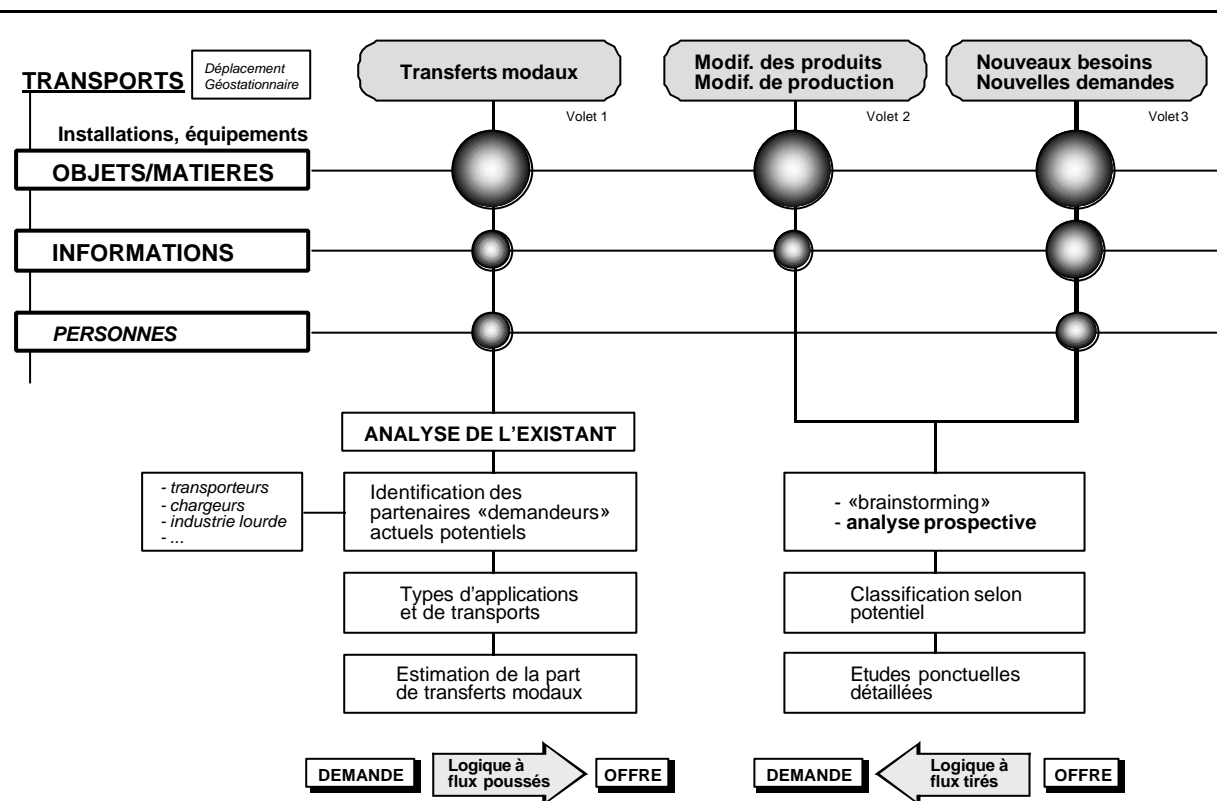 TRANSPORTS
Déplacement
Géostationnaire
Transferts modaux
Modif. des produits
Modif. de production
Nouveaux besoins
Nouvelles demandes
Volet 1
Volet 2
Volet 3
Installations, équipements
OBJETS/MATIERES
INFORMATIONS
PERSONNES
ANALYSE DE L’EXISTANT
- transporteurs
- chargeurs
- industrie lourde
- ...
Identification des
partenaires «demandeurs»
actuels potentiels
- «brainstorming»
- analyse prospective
Types d’applications
et de transports
Classification selon
potentiel
Estimation de la part
de transferts modaux
Etudes ponctuelles
détaillées
DEMANDE
Logique à
flux poussés
OFFRE
DEMANDE
Logique à
flux tirés
OFFRE